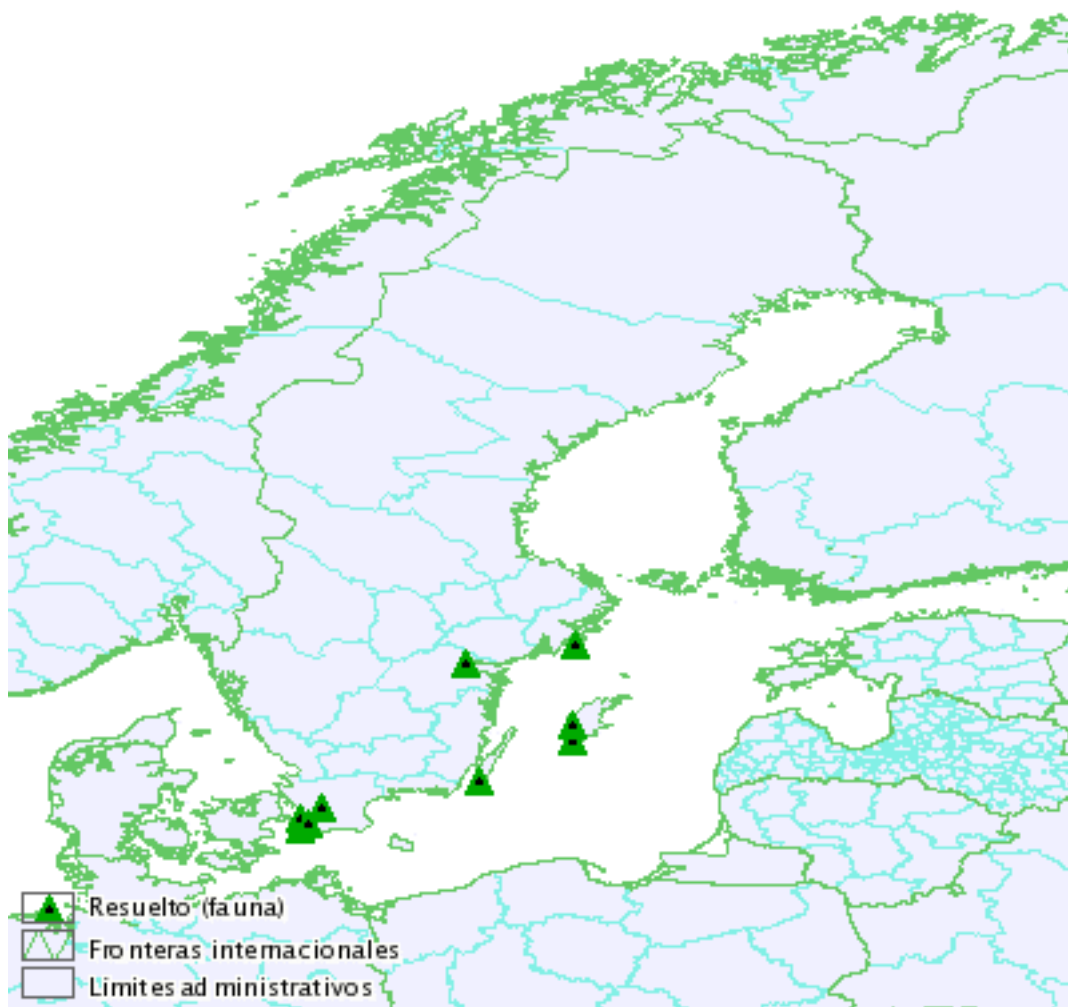 Resuelto (fauna)
Fronteras internacionales
Limites administrativos